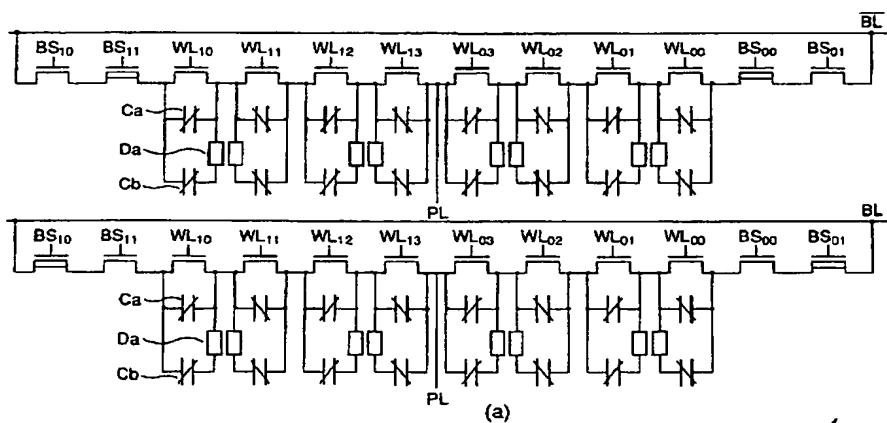 B̅L̅
BS₁₀ BS₁₁ WL₁₀ WL₁₁ WL₁₂ WL₁₃ WL₀₃ WL₀₂ WL₀₁ WL₀₀ BS₀₀ BS₀₁
Ca
Da
Cb
PL
BL
BS₁₀ BS₁₁ WL₁₀ WL₁₁ WL₁₂ WL₁₃ WL₀₃ WL₀₂ WL₀₁ WL₀₀ BS₀₀ BS₀₁
Ca
Da
Cb
PL
(a)